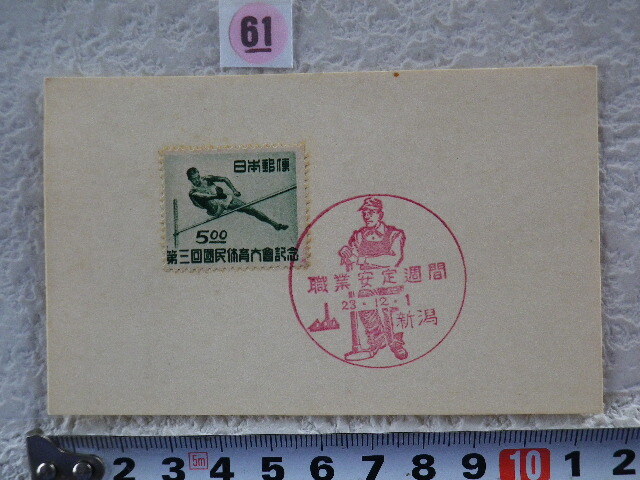 61
日本郵便
5.00
第三回國民体育大會記念
職業安定週間
23.12.1
新潟
2 3 5m 4 5 6 7 8 9 10 1 2